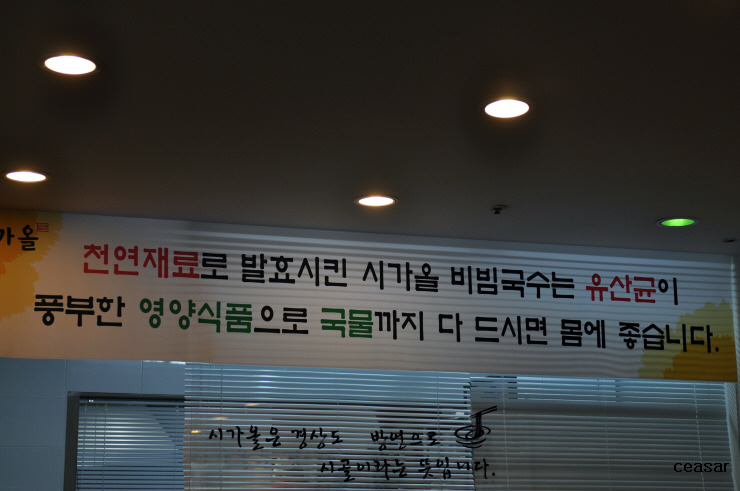 가올
천연재료로 발효시킨 시가올 비빔국수는 유산균이
풍부한 영양식품으로 국물까지 다 드시면 몸에 좋습니다.
시가올은 경상도 방언으로
시골이라는 뜻입니다.
ceasar